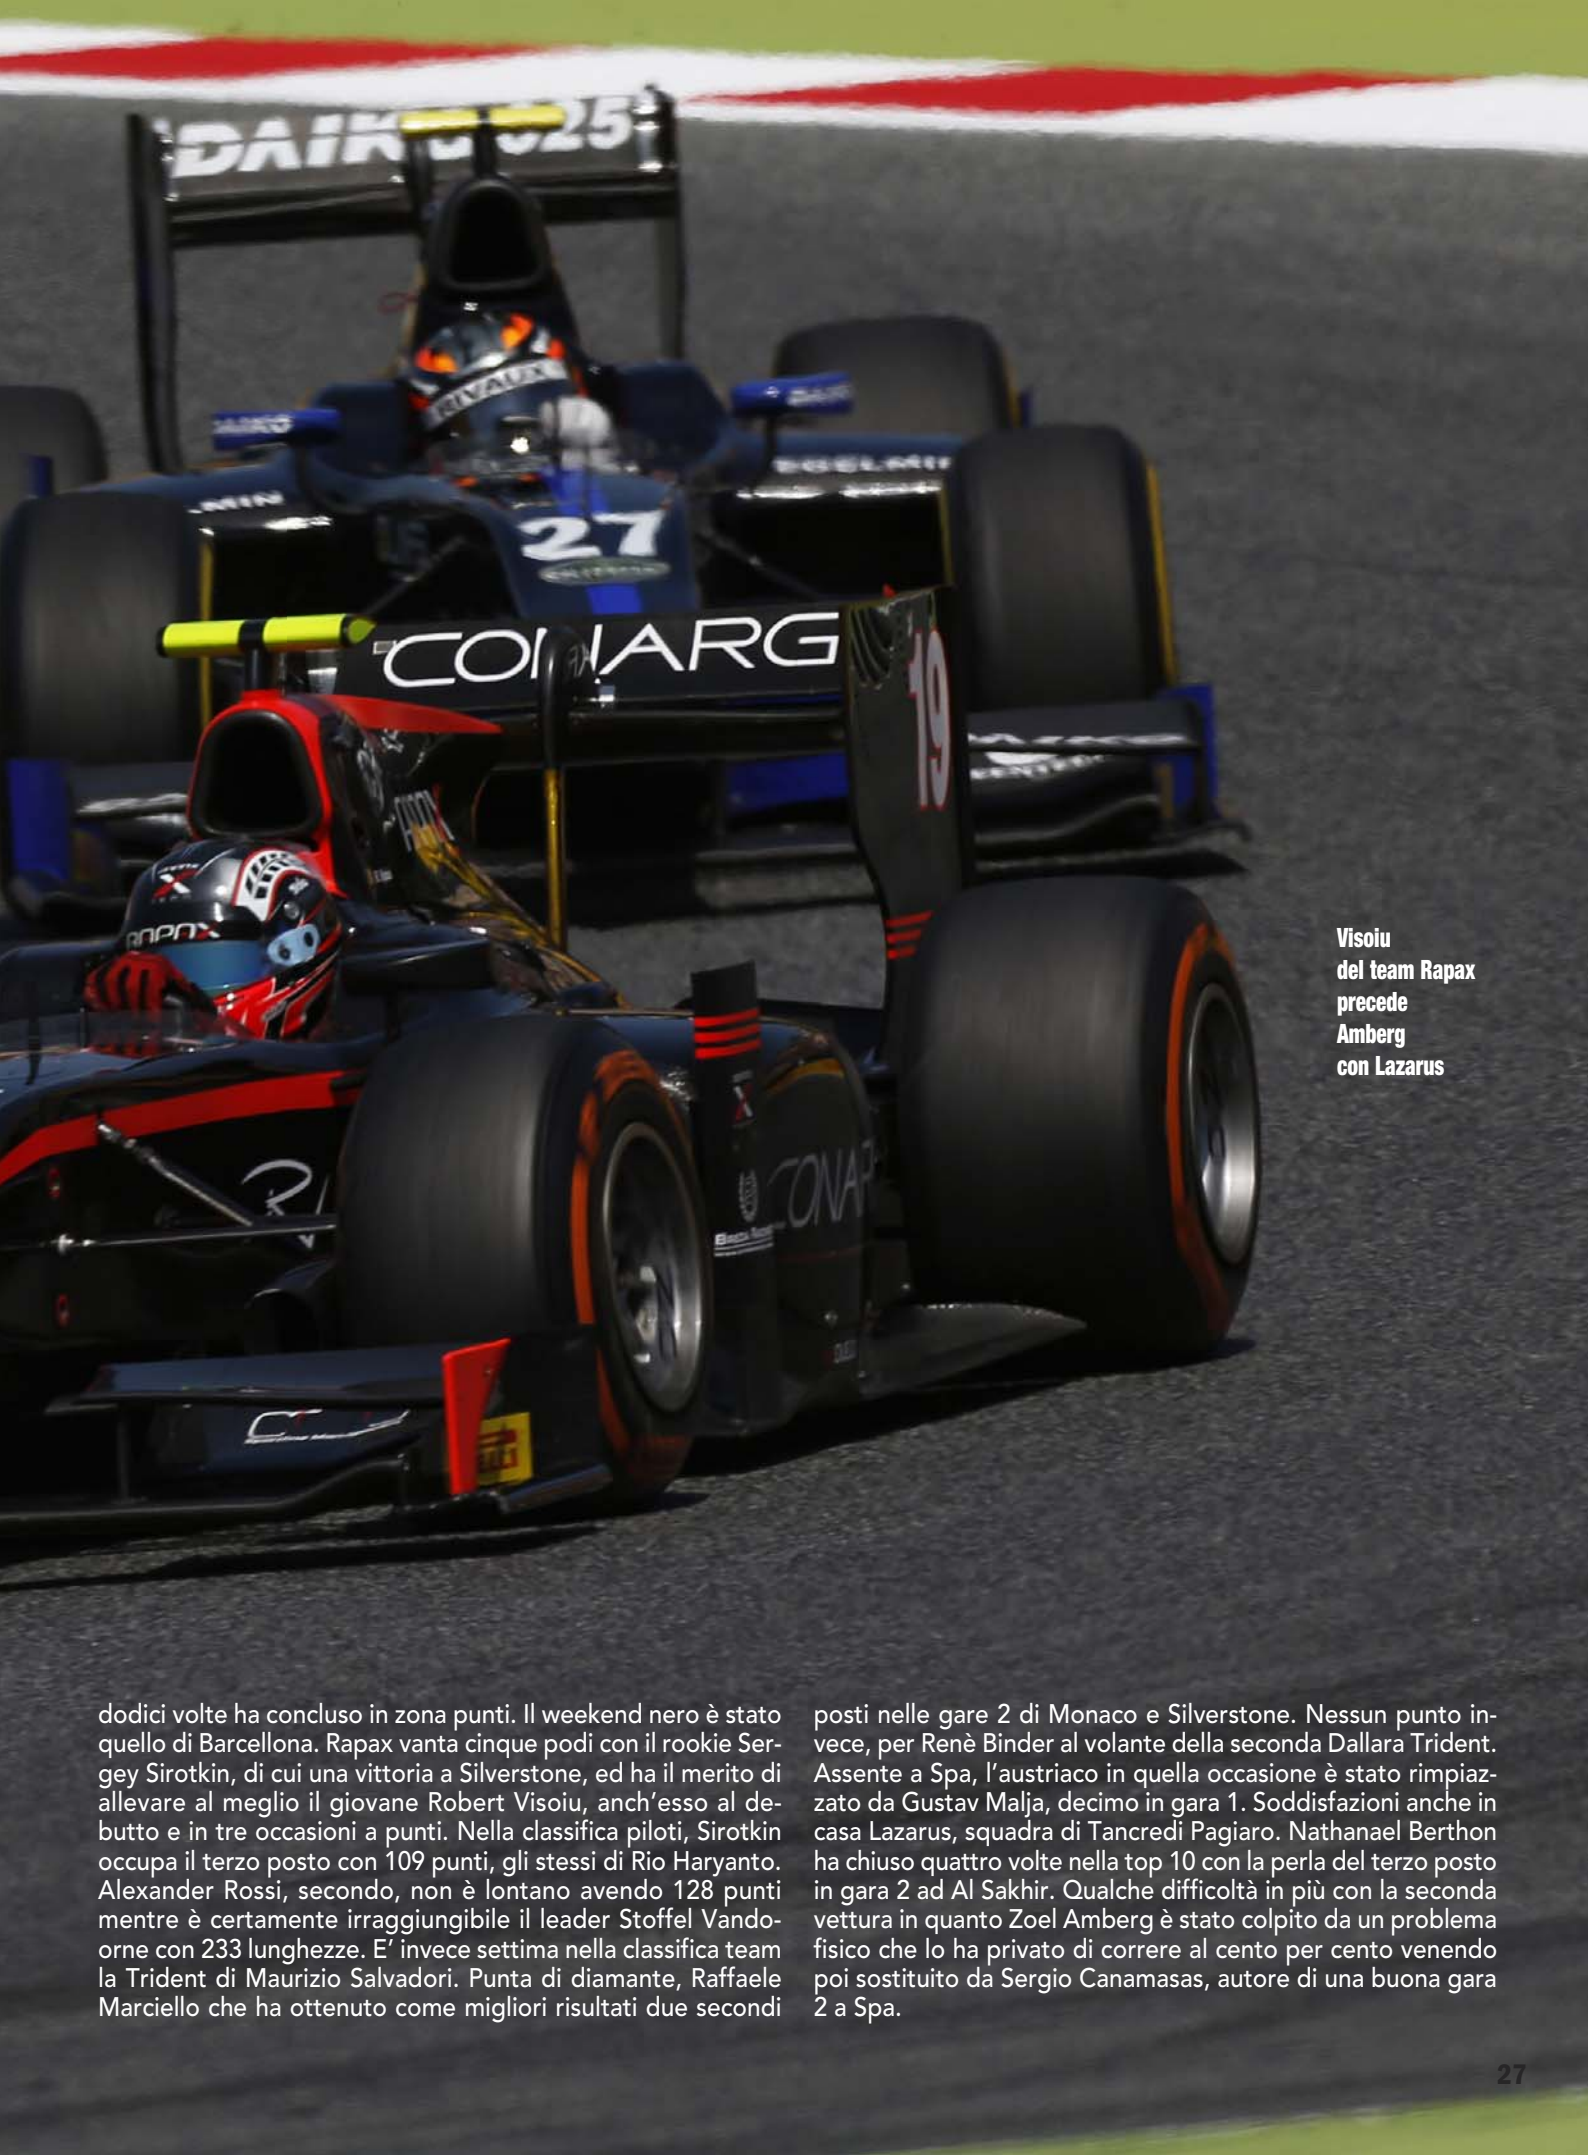 DAIKO 025
RIVAUX
DAIKO
27
CONARG
19
RAPAX
CONAR
Visoiu
del team Rapax
precede
Amberg
con Lazarus
dodici volte ha concluso in zona punti. Il weekend nero è stato
quello di Barcellona. Rapax vanta cinque podi con il rookie Ser-
gey Sirotkin, di cui una vittoria a Silverstone, ed ha il merito di
allevare al meglio il giovane Robert Visoiu, anch'esso al de-
butto e in tre occasioni a punti. Nella classifica piloti, Sirotkin
occupa il terzo posto con 109 punti, gli stessi di Rio Haryanto.
Alexander Rossi, secondo, non è lontano avendo 128 punti
mentre è certamente irraggiungibile il leader Stoffel Vando-
orne con 233 lunghezze. E' invece settima nella classifica team
la Trident di Maurizio Salvadori. Punta di diamante, Raffaele
Marciello che ha ottenuto come migliori risultati due secondi
posti nelle gare 2 di Monaco e Silverstone. Nessun punto in-
vece, per Renè Binder al volante della seconda Dallara Trident.
Assente a Spa, l'austriaco in quella occasione è stato rimpiaz-
zato da Gustav Malja, decimo in gara 1. Soddisfazioni anche in
casa Lazarus, squadra di Tancredi Pagiaro. Nathanael Berthon
ha chiuso quattro volte nella top 10 con la perla del terzo posto
in gara 2 ad Al Sakhir. Qualche difficoltà in più con la seconda
vettura in quanto Zoel Amberg è stato colpito da un problema
fisico che lo ha privato di correre al cento per cento venendo
poi sostituito da Sergio Canamasas, autore di una buona gara
2 a Spa.
27